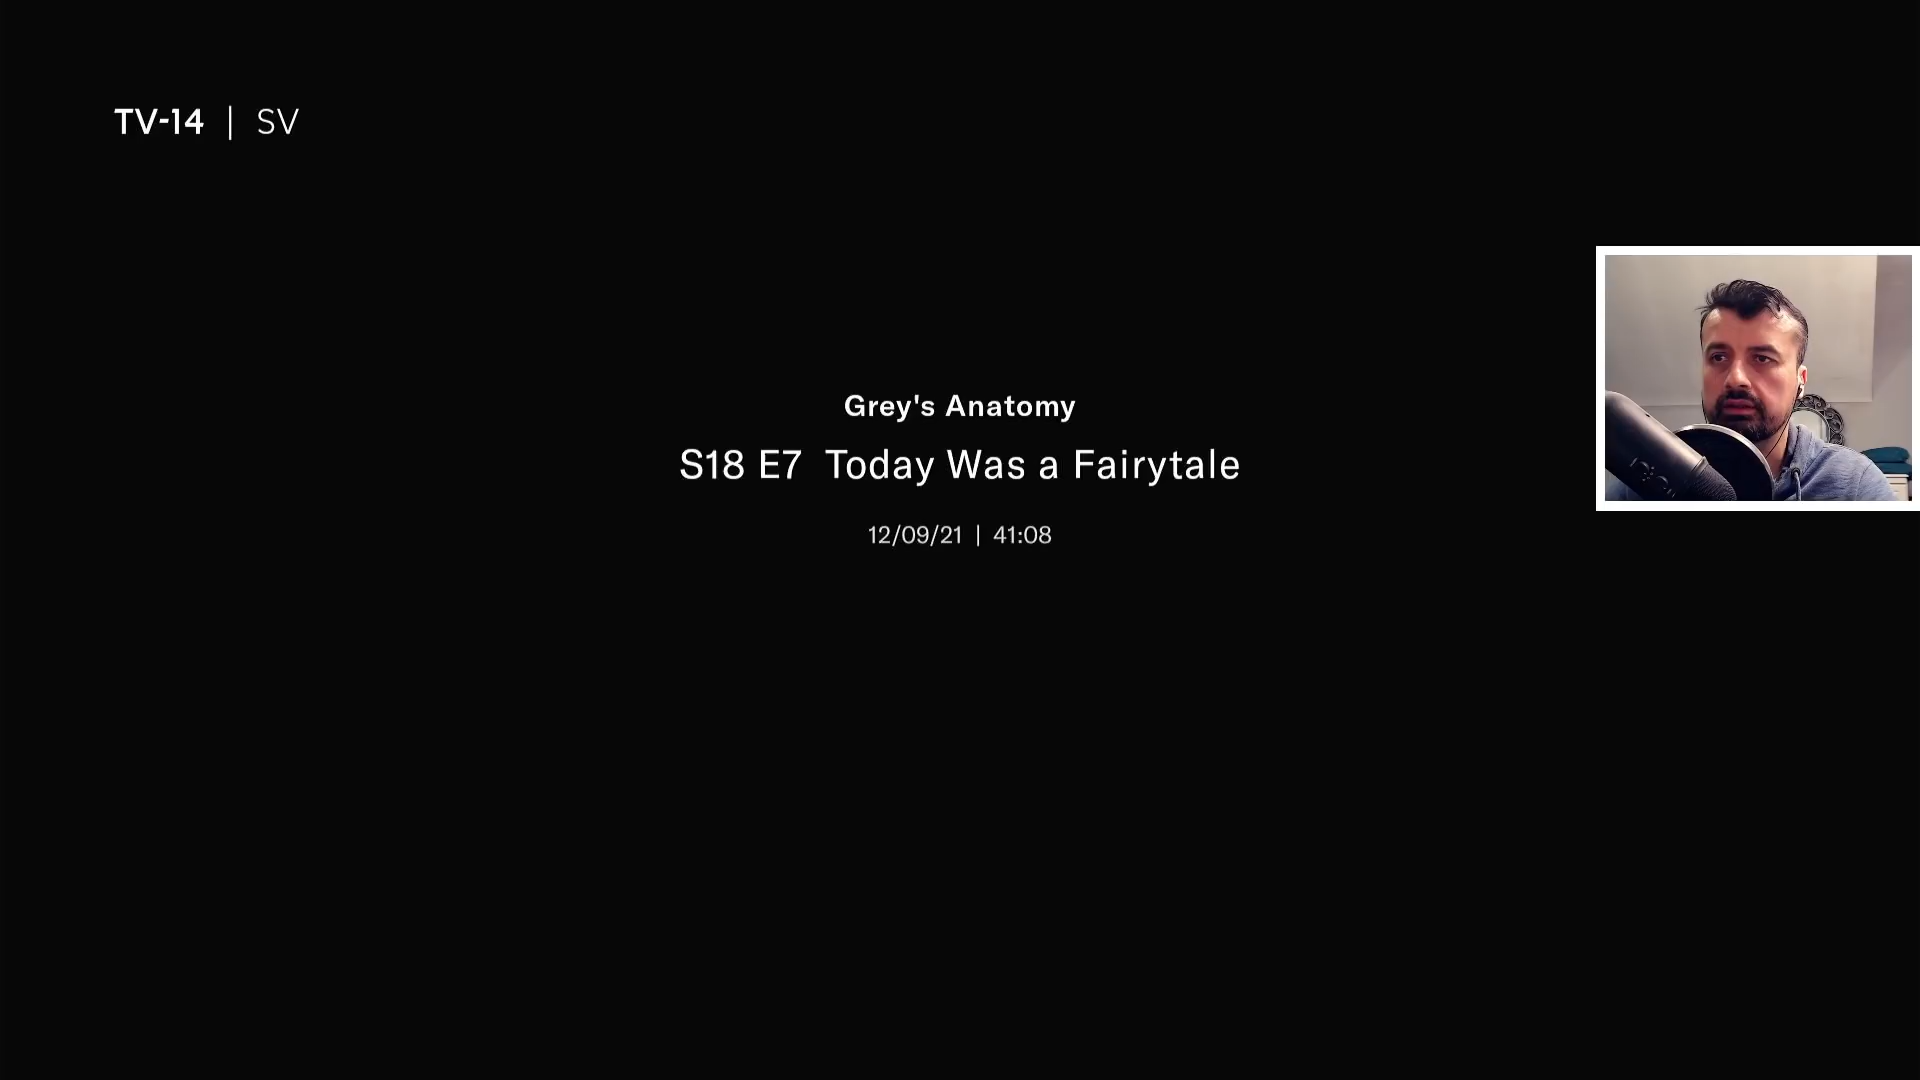 TV-14 | SV
Grey's Anatomy
S18 E7 Today Was a Fairytale
12/09/21 | 41:08